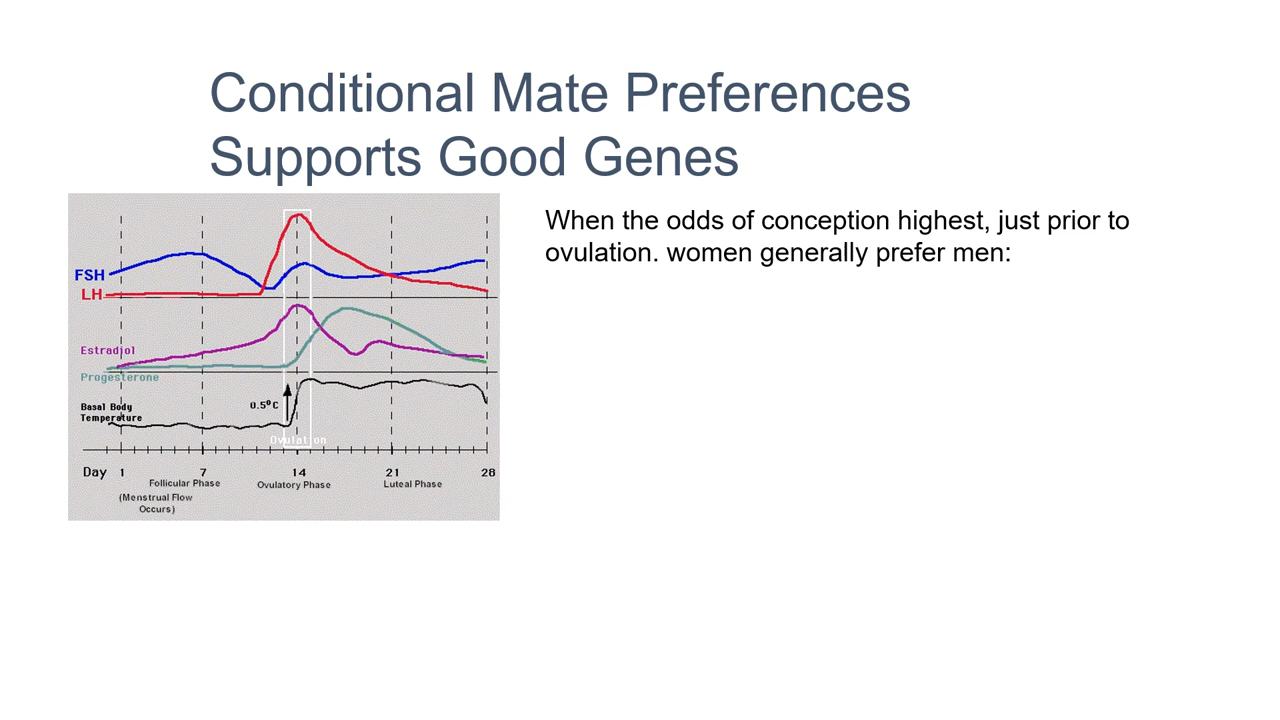 Conditional Mate Preferences
Supports Good Genes
When the odds of conception highest, just prior to
ovulation. women generally prefer men:
FSH
LH
Estradiol
Progesterone
0.5°C
Basal Body
Temperature
Ovulation
Day 1 7 14 21 28
Follicular Phase Ovulatory Phase Luteal Phase
(Menstrual Flow
Occurs)